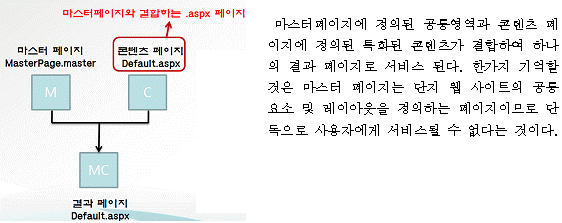 마스터페이지와 결합하는 .aspx 페이지
마스터 페이지
MasterPage.master
콘텐츠 페이지
Default.aspx
M
C
MC
결과 페이지
Default.aspx
마스터페이지에 정의된 공통영역과 콘텐츠 페
이지에 정의된 특화된 콘텐츠가 결합하여 하나
의 결과 페이지로 서비스 된다. 한가지 기억할
것은 마스터 페이지는 단지 웹 사이트의 공통
요소 및 레이아웃을 정의하는 페이지이므로 단
독으로 사용자에게 서비스될 수 없다는 것이다.